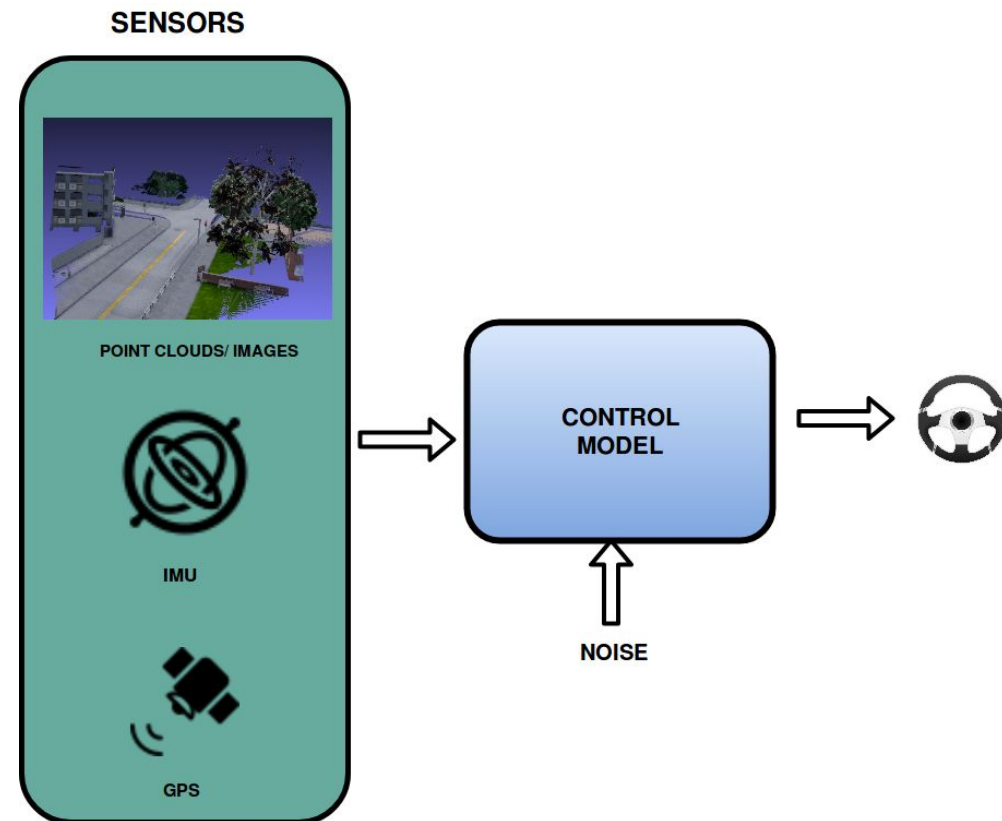 SENSORS
POINT CLOUDS/ IMAGES
IMU
GPS
CONTROL
MODEL
NOISE